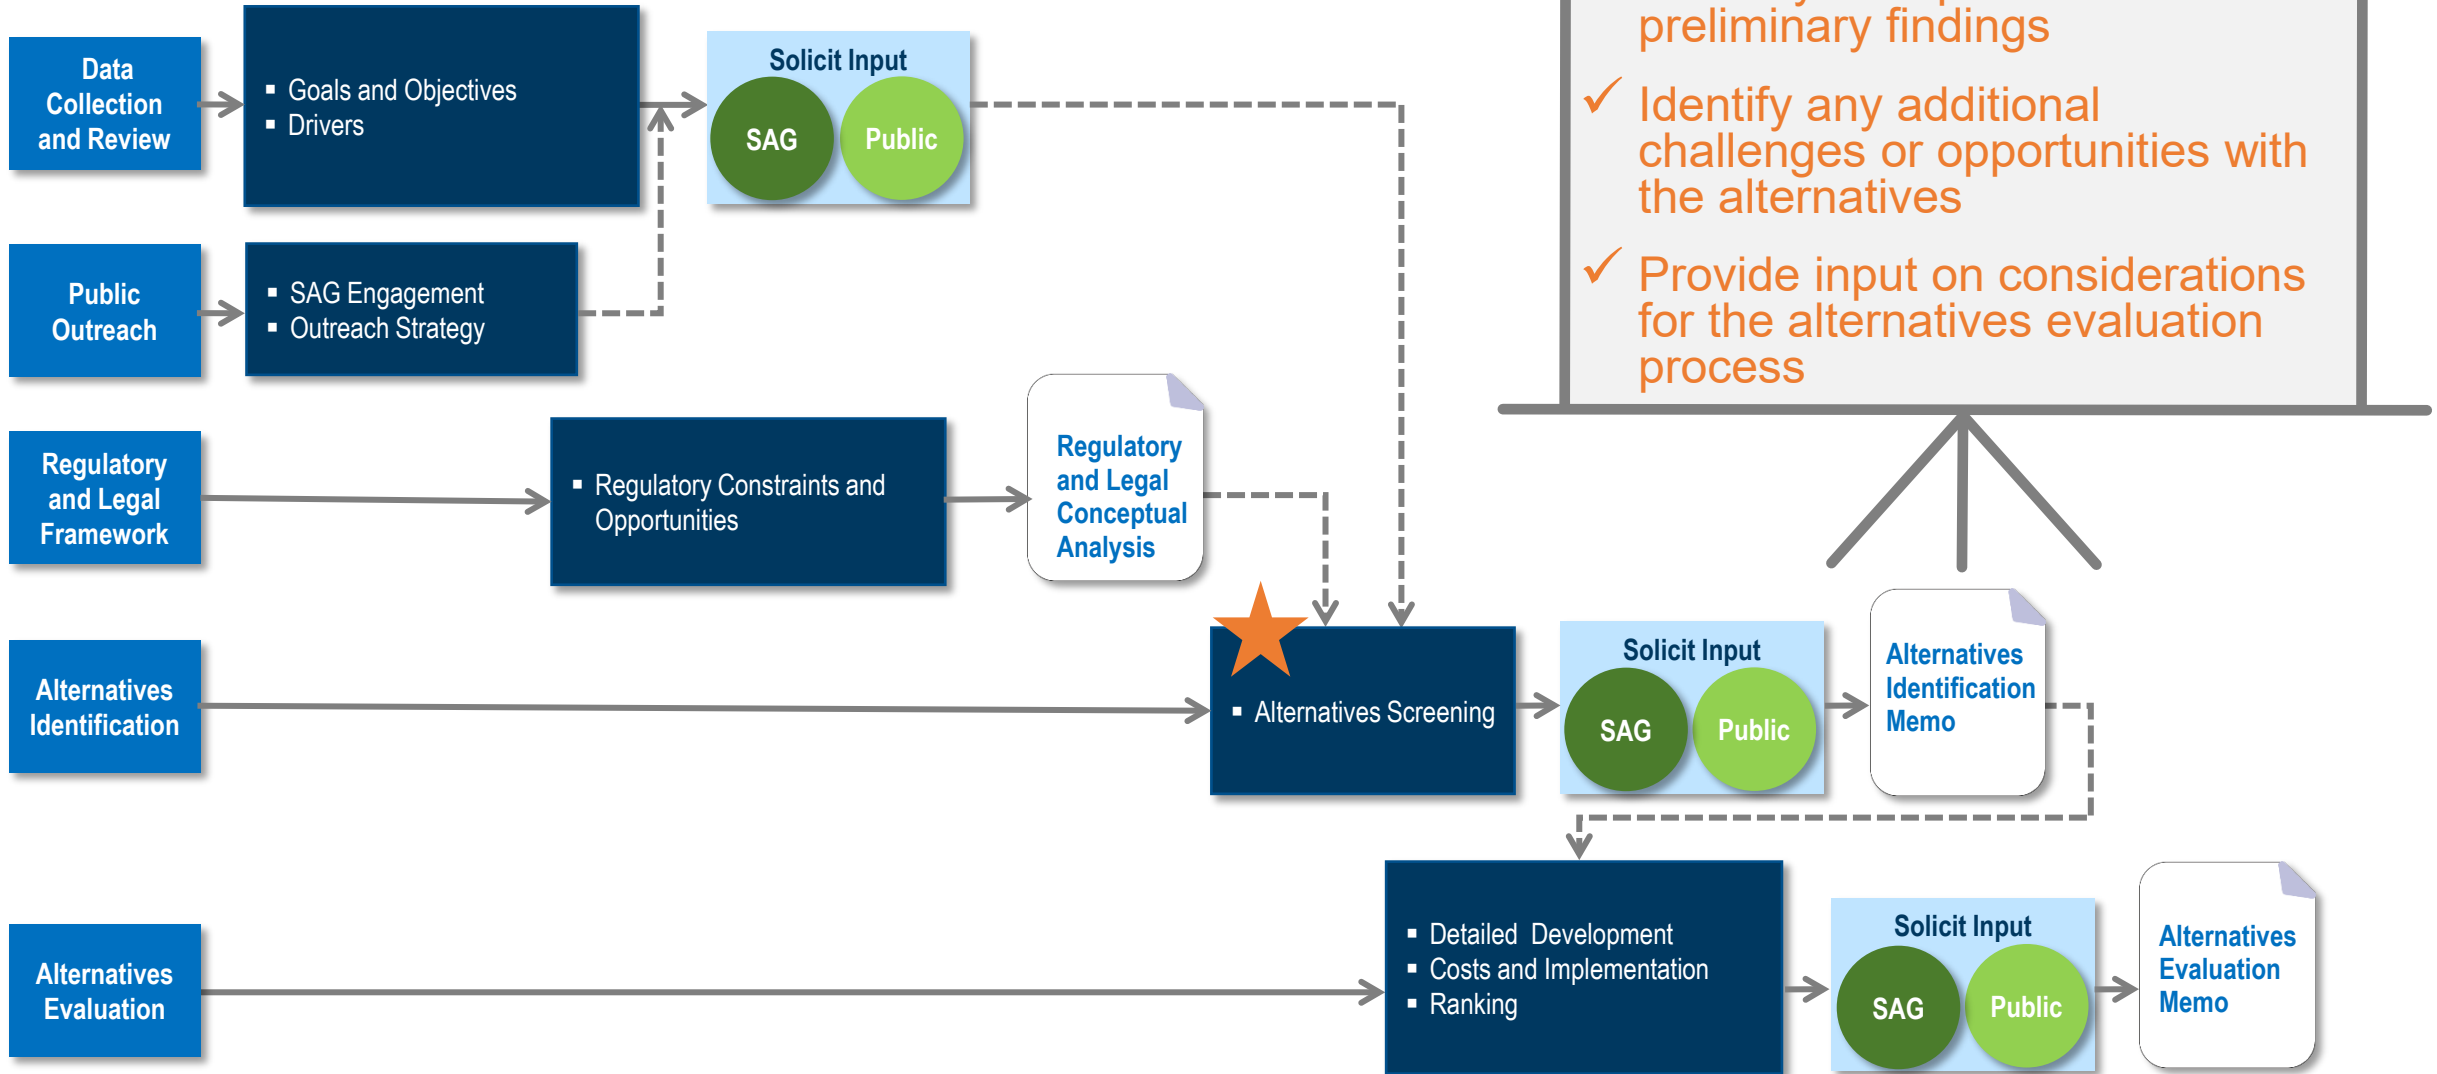 Data
Collection
and Review
▪ Goals and Objectives
▪ Drivers
Solicit Input
SAG
Public
preliminary findings
✓ Identify any additional
challenges or opportunities with
the alternatives
✓ Provide input on considerations
for the alternatives evaluation
process
Public
Outreach
▪ SAG Engagement
▪ Outreach Strategy
Regulatory
and Legal
Framework
▪ Regulatory Constraints and
Opportunities
Regulatory
and Legal
Conceptual
Analysis
Alternatives
Identification
▪ Alternatives Screening
Solicit Input
SAG
Public
Alternatives
Identification
Memo
Alternatives
Evaluation
▪ Detailed  Development
▪ Costs and Implementation
▪ Ranking
Solicit Input
SAG
Public
Alternatives
Evaluation
Memo